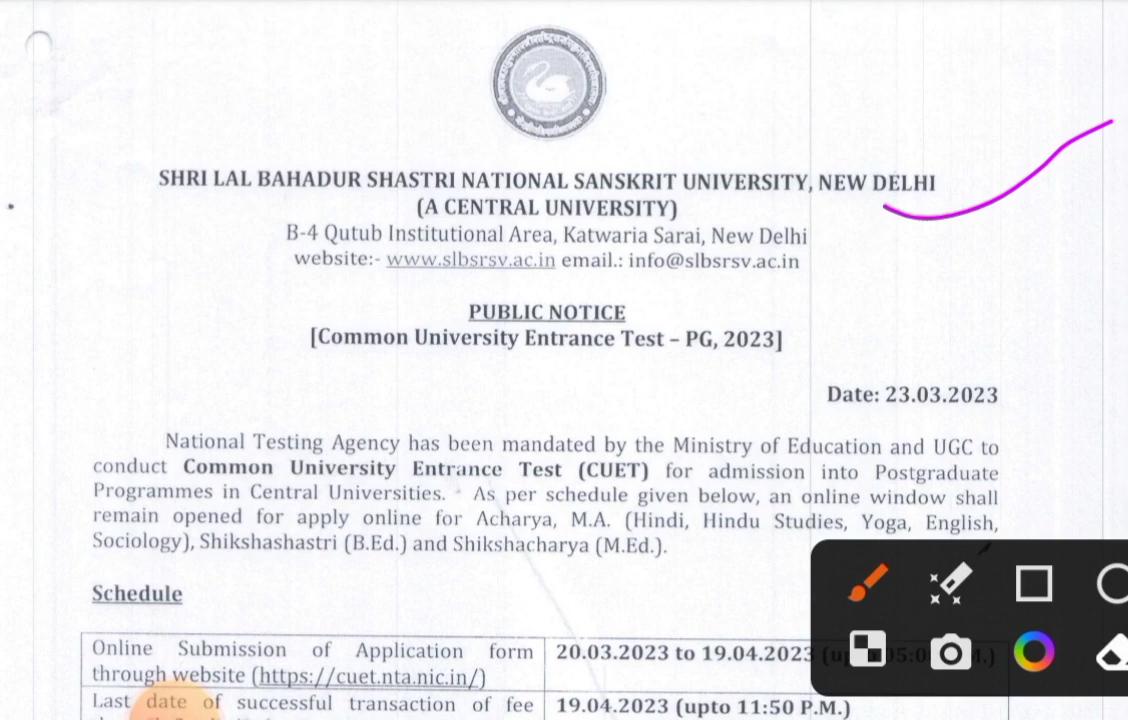 SHRI LAL BAHADUR SHASTRI NATIONAL SANSKRIT UNIVERSITY, NEW DELHI
(A CENTRAL UNIVERSITY)
B-4 Qutub Institutional Area, Katwaria Sarai, New Delhi
website:- www.slbsrsv.ac.in email.: info@slbsrsv.ac.in
PUBLIC NOTICE
[Common University Entrance Test – PG, 2023]
Date: 23.03.2023
National Testing Agency has been mandated by the Ministry of Education and UGC to
conduct Common University Entrance Test (CUET) for admission into Postgraduate
Programmes in Central Universities. As per schedule given below, an online window shall
remain opened for apply online for Acharya, M.A. (Hindi, Hindu Studies, Yoga, English,
Sociology), Shikshashastri (B.Ed.) and Shikshacharya (M.Ed.).
Schedule
Online Submission of Application form
through website (https://cuet.nta.nic.in/)
20.03.2023 to 19.04.2023
Last date of successful transaction of fee
19.04.2023 (upto 11:50 P.M.)